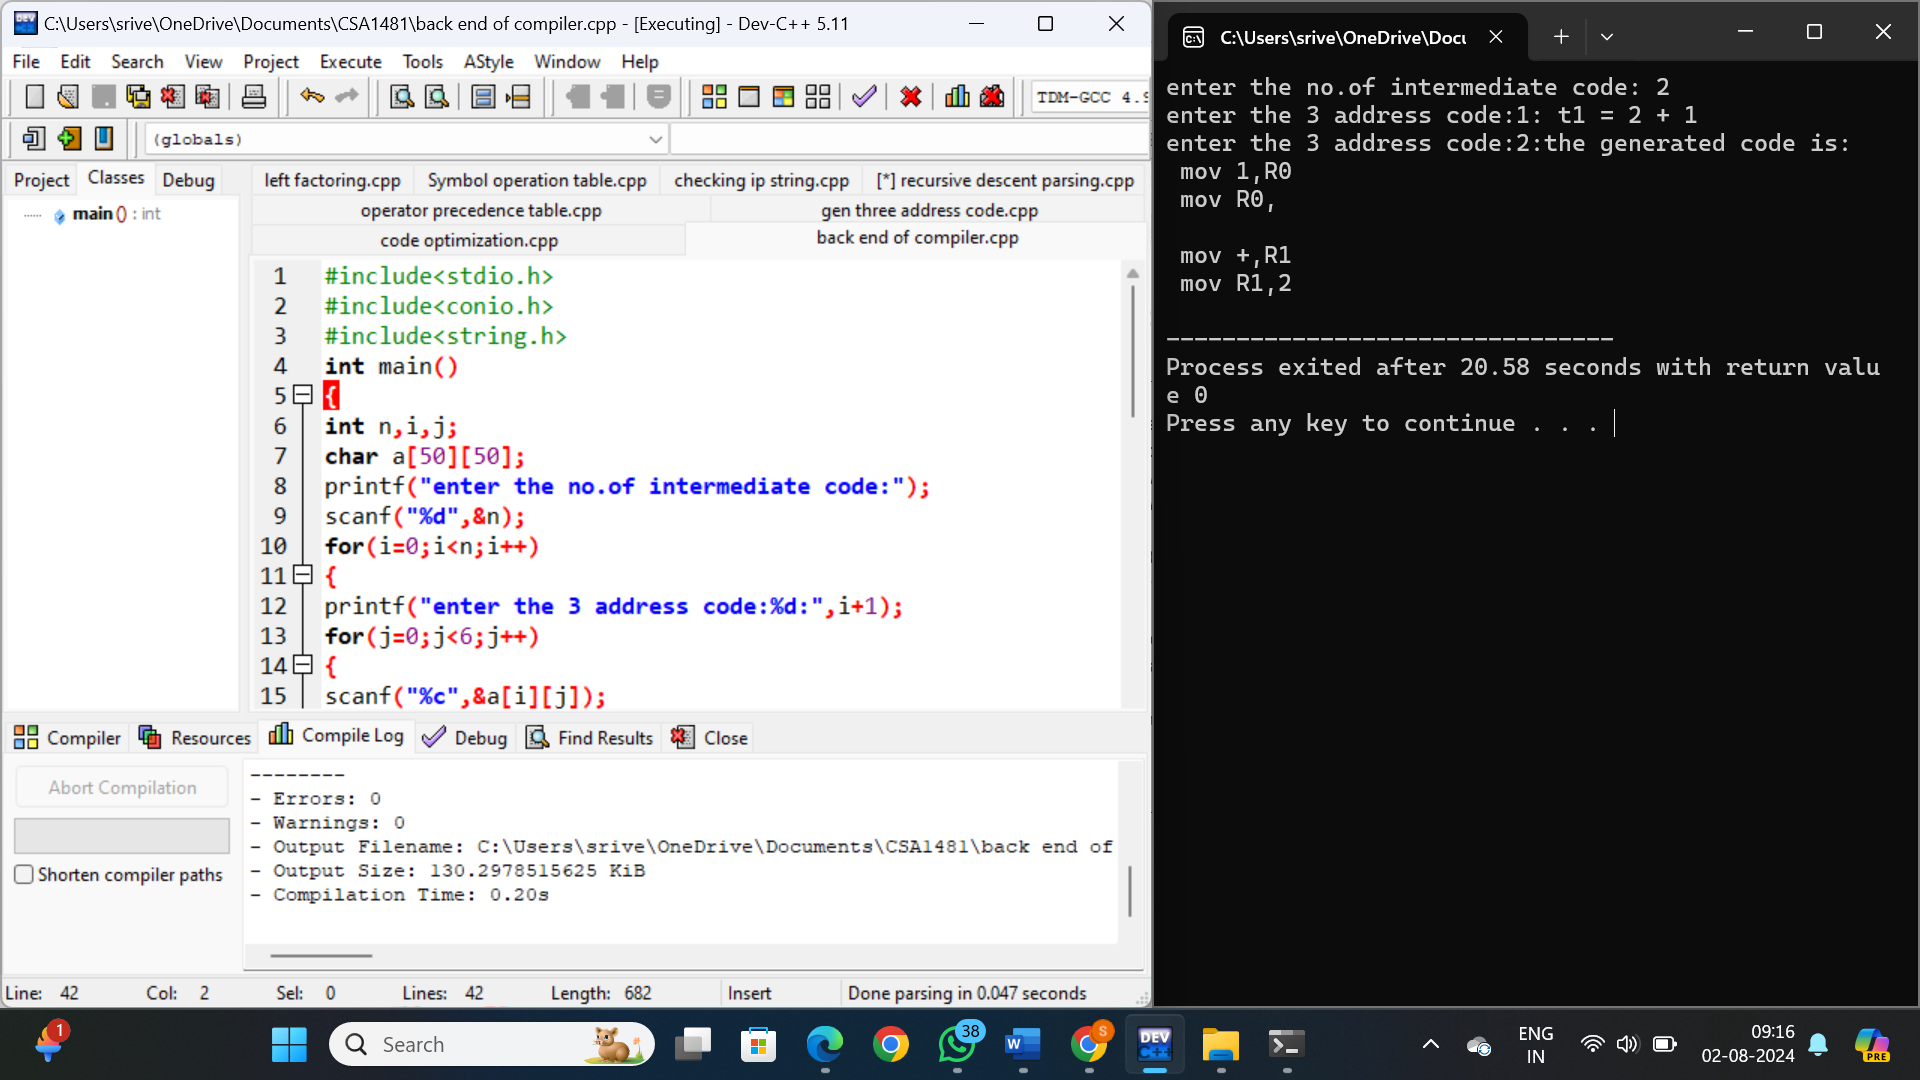 C:\Users\srive\OneDrive\Documents\CSA1481\back end of compiler.cpp - [Executing] - Dev-C++ 5.11
File Edit Search View Project Execute Tools AStyle Window Help
TDM-GCC 4.9
(globals)
Project Classes Debug
main () : int
left factoring.cpp Symbol operation table.cpp checking ip string.cpp [*] recursive descent parsing.cpp
operator precedence table.cpp gen three address code.cpp
code optimization.cpp back end of compiler.cpp
1 #include<stdio.h>
2 #include<conio.h>
3 #include<string.h>
4 int main()
5 {
6 int n,i,j;
7 char a[50][50];
8 printf("enter the no.of intermediate code:");
9 scanf("%d",&n);
10 for(i=0;i<n;i++)
11 {
12 printf("enter the 3 address code:%d:",i+1);
13 for(j=0;j<6;j++)
14 {
15 scanf("%c",&a[i][j]);
Compiler Resources Compile Log Debug Find Results Close
Abort Compilation
Shorten compiler paths
--------
- Errors: 0
- Warnings: 0
- Output Filename: C:\Users\srive\OneDrive\Documents\CSA1481\back end of
- Output Size: 130.2978515625 KiB
- Compilation Time: 0.20s
Line: 42 Col: 2 Sel: 0 Lines: 42 Length: 682 Insert Done parsing in 0.047 seconds
C:\Users\srive\OneDrive\Docu
enter the no.of intermediate code: 2
enter the 3 address code:1: t1 = 2 + 1
enter the 3 address code:2:the generated code is:
mov 1,R0
mov R0,
mov +,R1
mov R1,2
--------------------------------
Process exited after 20.58 seconds with return valu
e 0
Press any key to continue . . .
1
Search
38
S
DEV C++
ENG
IN
09:16
02-08-2024
PRE